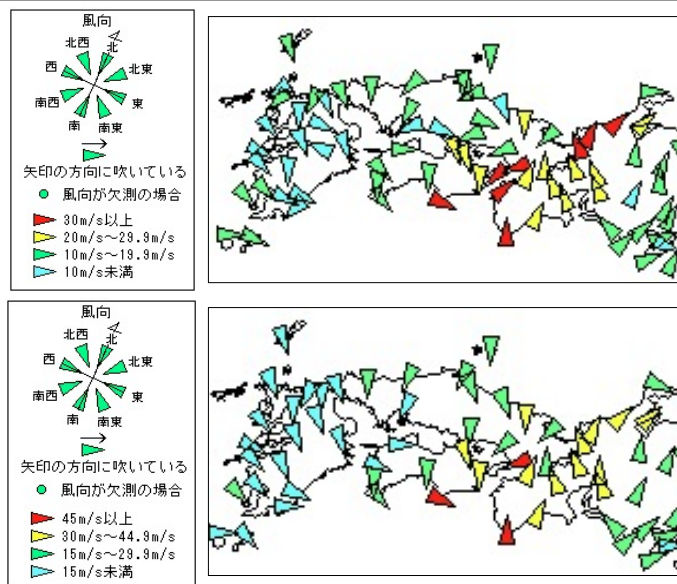 風向
北西
北
西
北東
南西
東
南
南東
矢印の方向に吹いている
風向が欠測の場合
30m/s以上
20m/s～29.9m/s
10m/s～19.9m/s
10m/s未満
風向
北西
北
西
北東
南西
東
南
南東
矢印の方向に吹いている
風向が欠測の場合
45m/s以上
30m/s～44.9m/s
15m/s～29.9m/s
15m/s未満